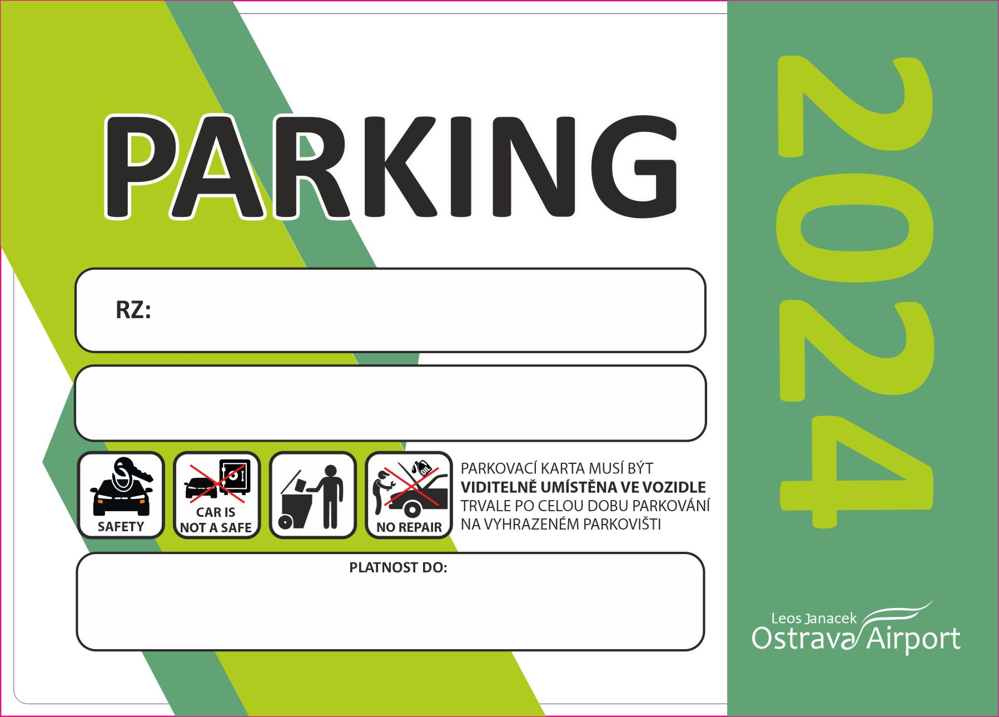 PARKING
RZ:
SAFETY
CAR IS
NOT A SAFE
OIL
NO REPAIR
PARKOVACÍ KARTA MUSÍ BÝT
VIDITELNĚ UMÍSTĚNA VE VOZIDLE
TRVALE PO CELOU DOBU PARKOVÁNÍ
NA VYHRAZENÉM PARKOVIŠTI
PLATNOST DO:
2024
Leos Janacek
Ostrava Airport